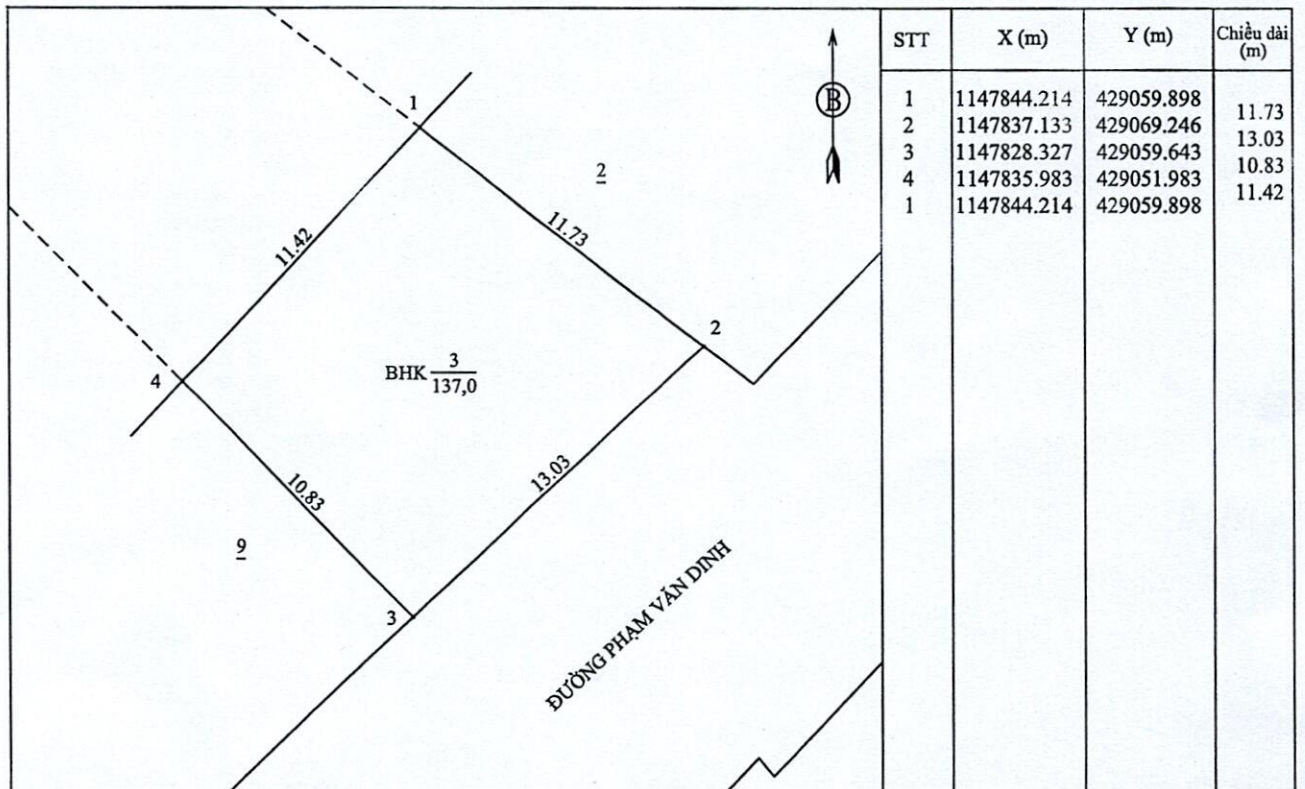 STT X (m) Y (m) Chiều dài (m)
1 1147844.214 429059.898
11.73
2 1147837.133 429069.246
13.03
3 1147828.327 429059.643
10.83
4 1147835.983 429051.983
11.42
1 1147844.214 429059.898
B
1
2
11.73
11.42
2
BHK 3
137,0
4
10.83
13.03
9
3
ĐƯỜNG PHẠM VĂN DINH